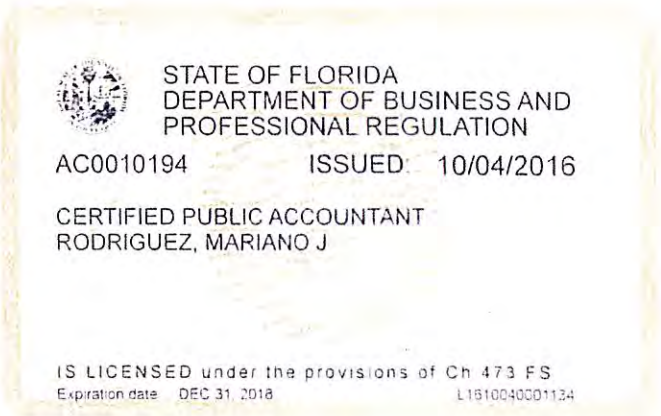 STATE OF FLORIDA
DEPARTMENT OF BUSINESS AND
PROFESSIONAL REGULATION
AC0010194 ISSUED: 10/04/2016
CERTIFIED PUBLIC ACCOUNTANT
RODRIGUEZ, MARIANO J
IS LICENSED under the provisions of Ch 473 FS
Expiration date DEC 31, 2018 L1610040001134